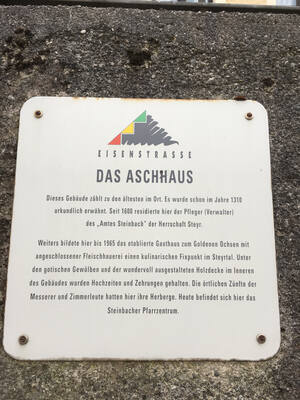 EISENSTRASSE
DAS ASCHHAUS
Dieses Gebäude zählt zu den ältesten im Ort. Es wurde schon im Jahre 1310
urkundlich erwähnt. Seit 1600 residierte hier der Pfleger (Verwalter)
des „Amtes Steinbach" der Herrschaft Steyr.
Weiters bildete hier bis 1965 das etablierte Gasthaus zum Goldenen Ochsen mit
angeschlossener Fleischhauerei einen kulinarischen Fixpunkt im Steyrtal. Unter
den gotischen Gewölben und der wundervoll ausgestalteten Holzdecke im Inneren
des Gebäudes wurden Hochzeiten und Zehrungen gehalten. Die örtlichen Zünfte der
Messerer und Zimmerleute hatten hier ihre Herberge. Heute befindet sich hier das
Steinbacher Pfarrzentrum.